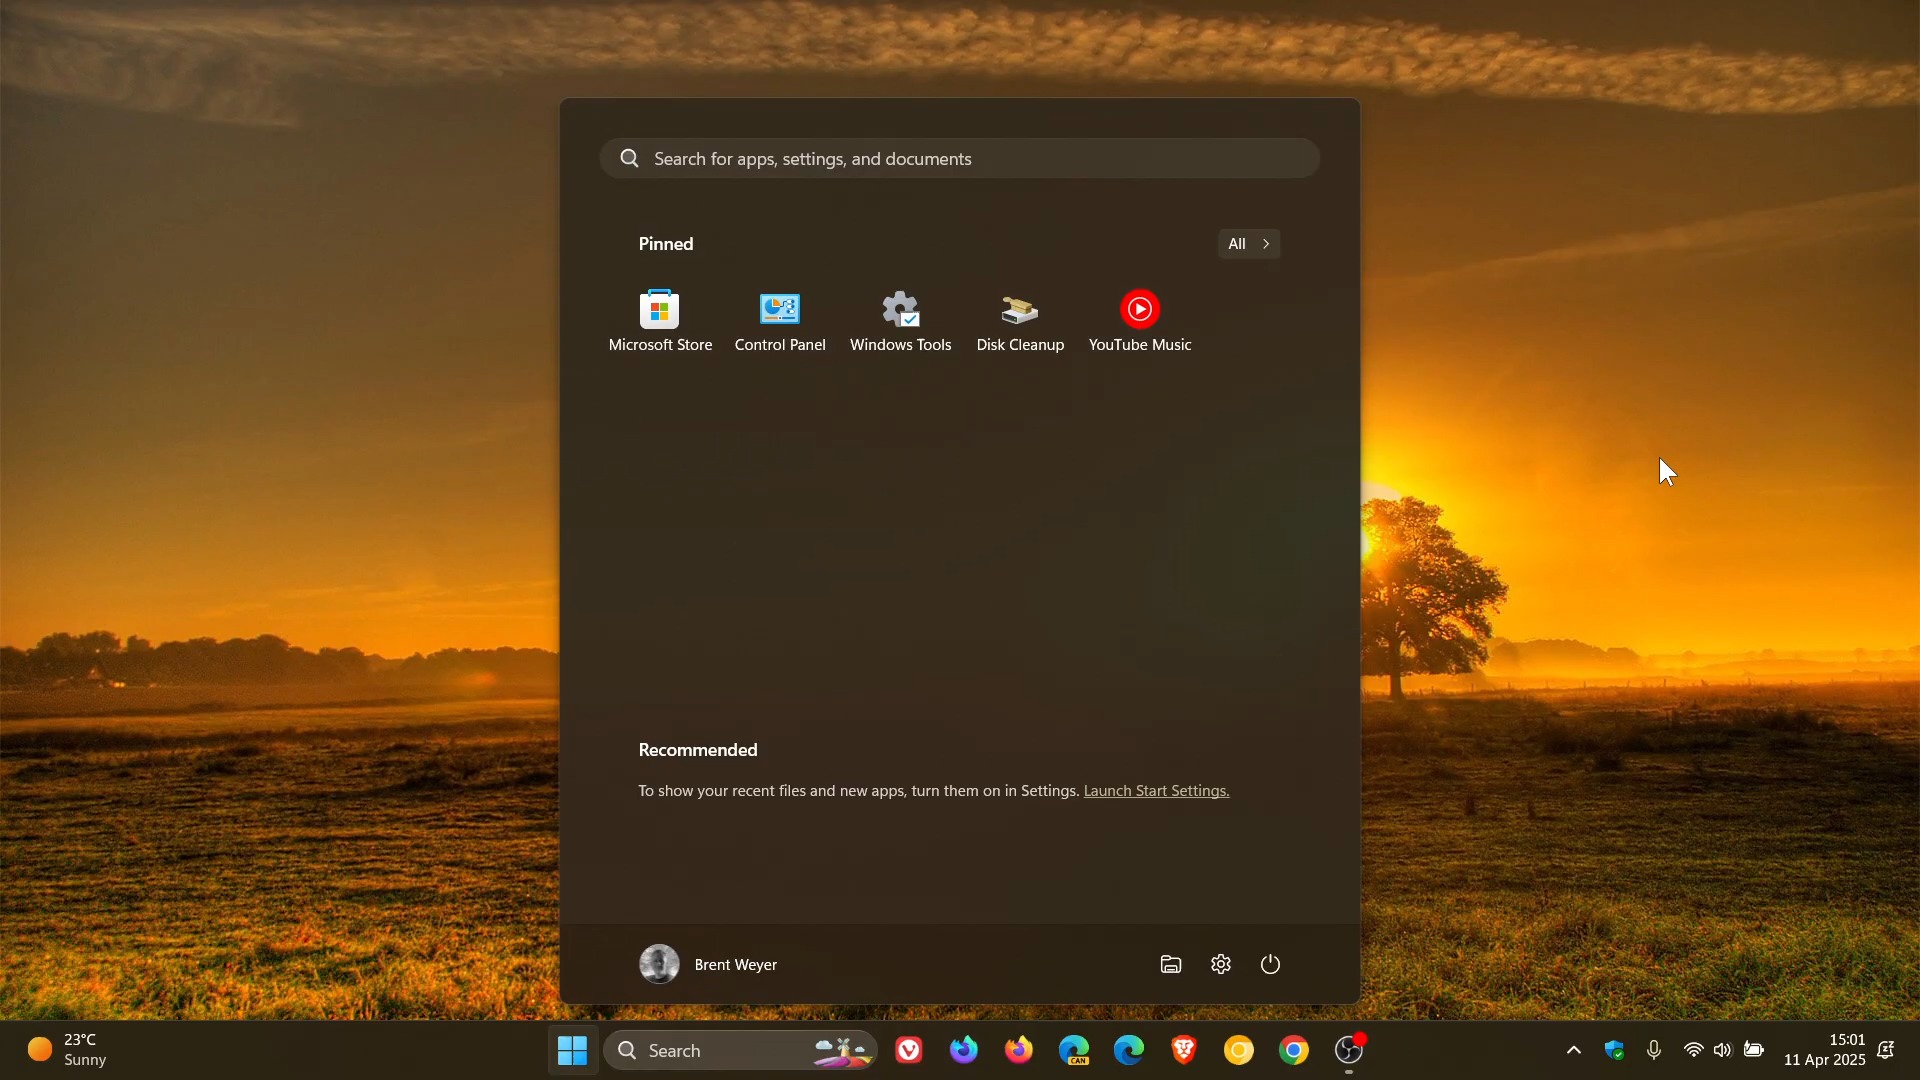 Search for apps, settings, and documents
Pinned
All
Microsoft Store
Control Panel
Windows Tools
Disk Cleanup
YouTube Music
Recommended
To show your recent files and new apps, turn them on in Settings. Launch Start Settings.
Brent Weyer
23°C
Sunny
Search
CAN
15:01
11 Apr 2025